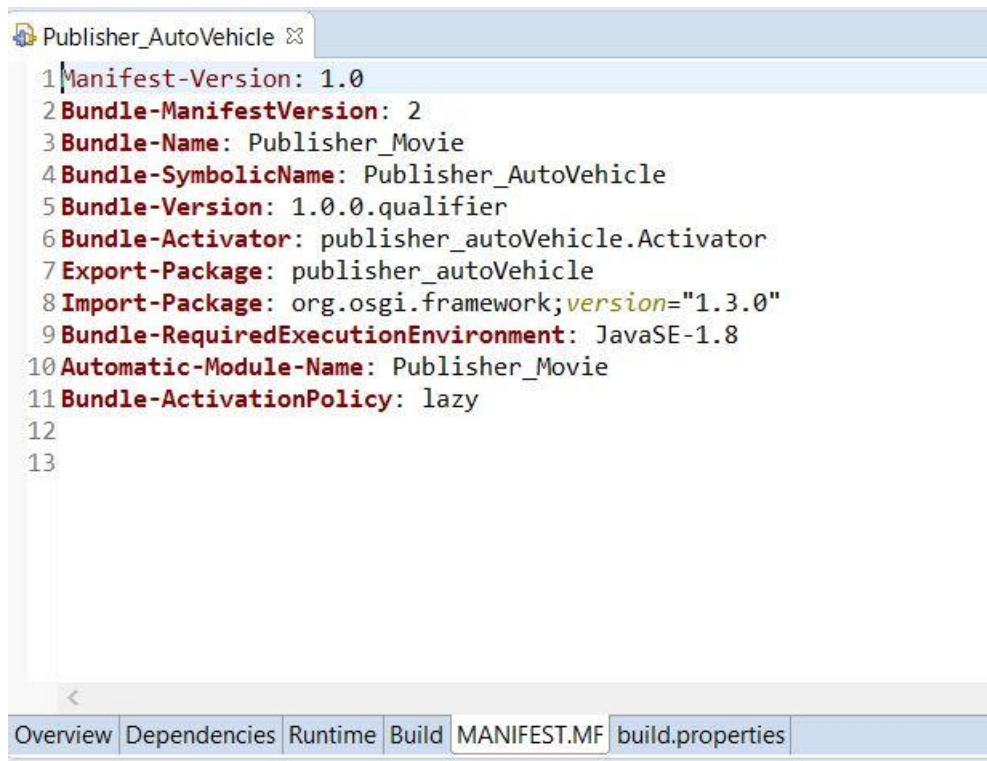 Publisher_AutoVehicle
1 Manifest-Version: 1.0
2 Bundle-ManifestVersion: 2
3 Bundle-Name: Publisher_Movie
4 Bundle-SymbolicName: Publisher_AutoVehicle
5 Bundle-Version: 1.0.0.qualifier
6 Bundle-Activator: publisher_autoVehicle.Activator
7 Export-Package: publisher_autoVehicle
8 Import-Package: org.osgi.framework;version="1.3.0"
9 Bundle-RequiredExecutionEnvironment: JavaSE-1.8
10 Automatic-Module-Name: Publisher_Movie
11 Bundle-ActivationPolicy: lazy
12
13
Overview Dependencies Runtime Build MANIFEST.MF build.properties